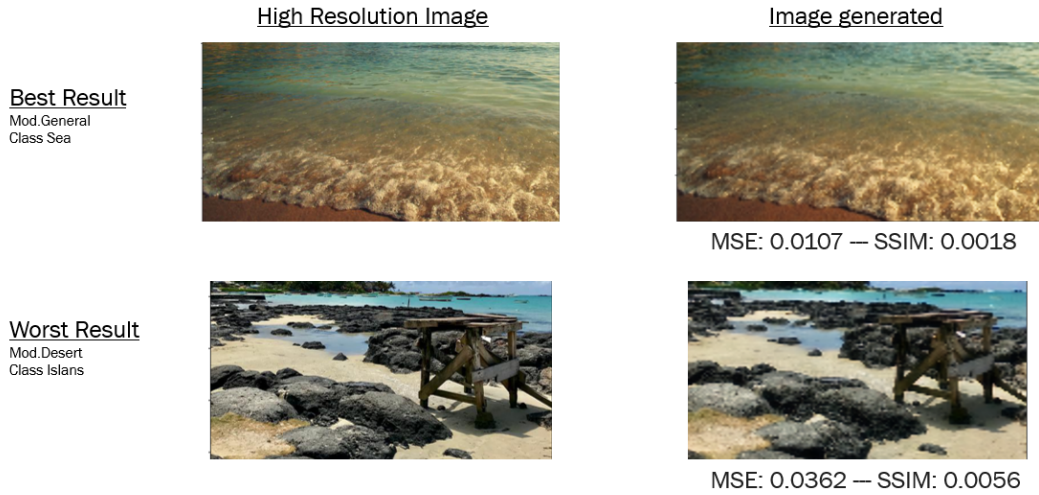 High Resolution Image
Image generated
Best Result
Mod.General
Class Sea
MSE: 0.0107 --- SSIM: 0.0018
Worst Result
Mod.Desert
Class Islans
MSE: 0.0362 --- SSIM: 0.0056